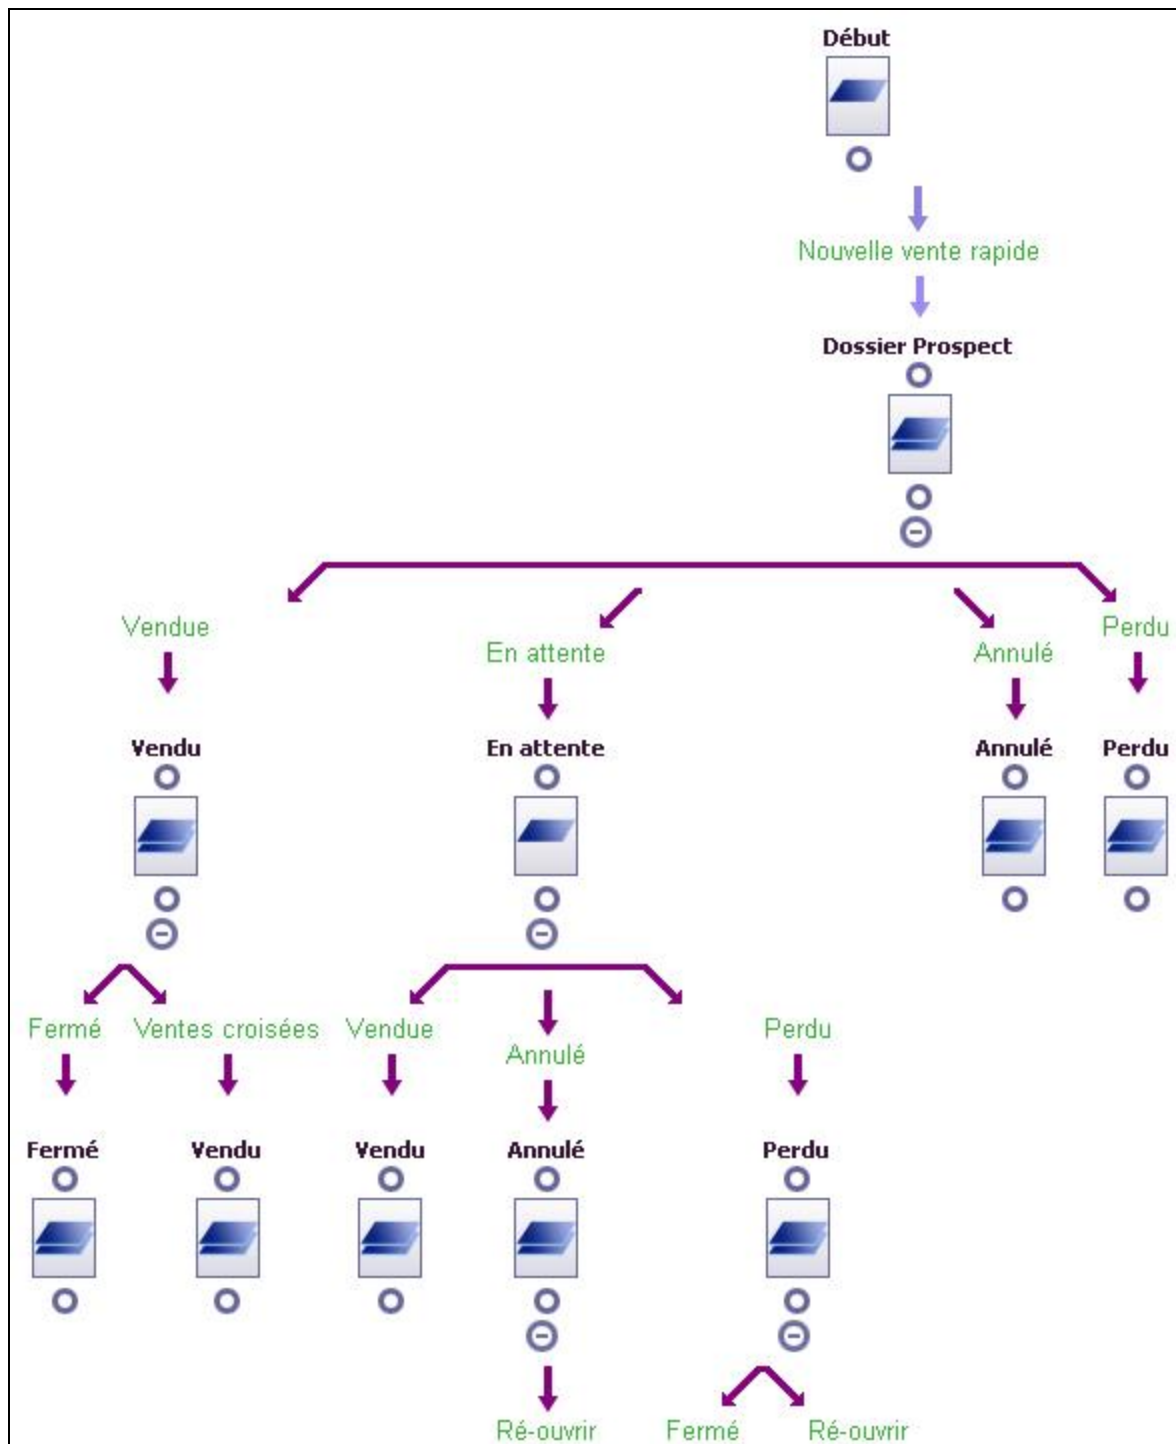 Début
Nouvelle vente rapide
Dossier Prospect
Vendue
Perdu
En attente
Annulé
Vendu
En attente
Annulé
Perdu
Fermé
Ventes croisées
Vendue
Perdu
Annulé
Fermé
Vendu
Vendu
Annulé
Perdu
Ré-ouvrir
Fermé
Ré-ouvrir